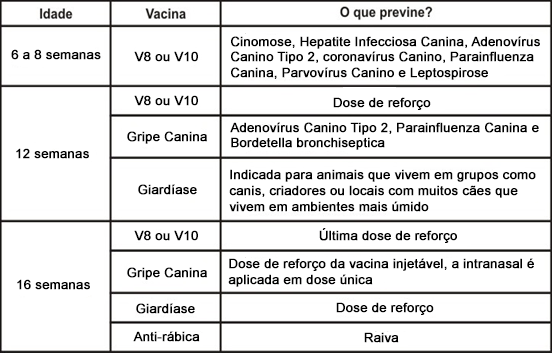 Idade
Vacina
O que previne?
6 a 8 semanas
V8 ou V10
Cinomose, Hepatite Infecciosa Canina, Adenovírus
Canino Tipo 2, coronavírus Canino, Parainfluenza
Canina, Parvovírus Canino e Leptospirose
12 semanas
V8 ou V10
Dose de reforço
Gripe Canina
Adenovírus Canino Tipo 2, Parainfluenza Canina e
Bordetella bronchiseptica
Giardíase
Indicada para animais que vivem em grupos como
canis, criadores ou locais com muitos cães que
vivem em ambientes mais úmido
16 semanas
V8 ou V10
Última dose de reforço
Gripe Canina
Dose de reforço da vacina injetável, a intranasal é
aplicada em dose única
Giardíase
Dose de reforço
Anti-rábica
Raiva